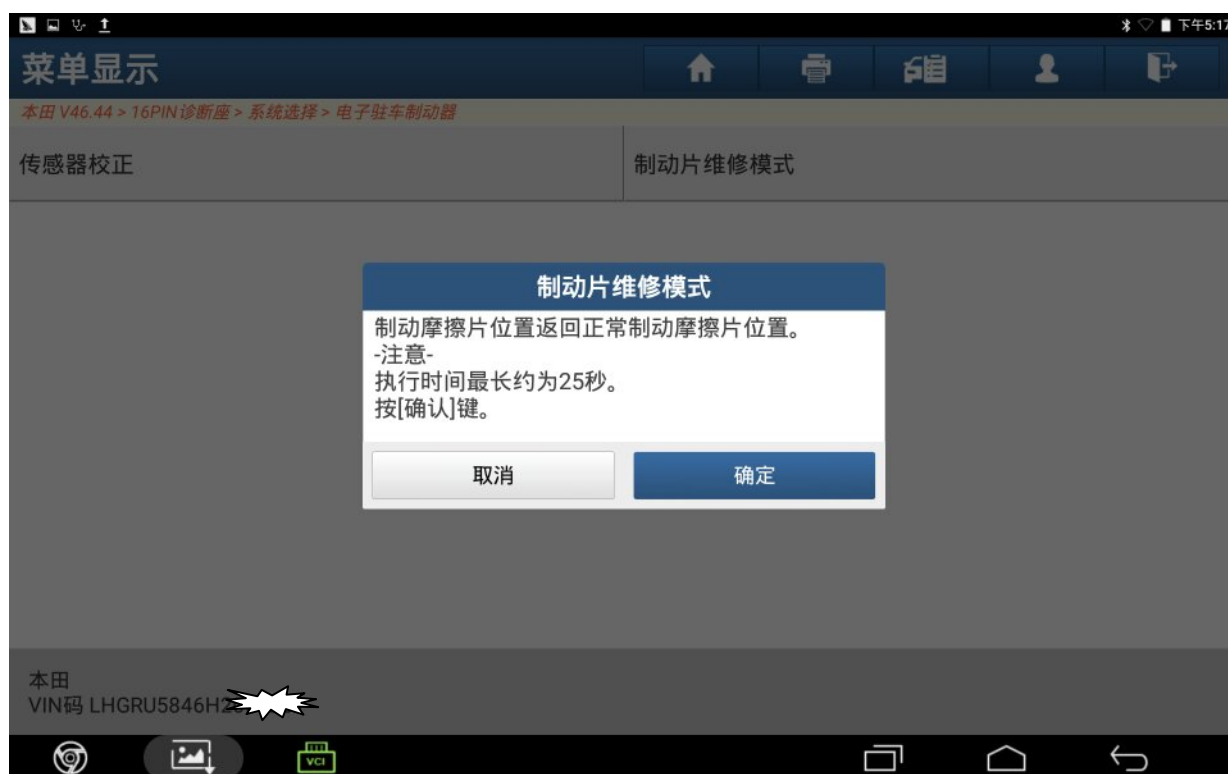 下午5:17
菜单显示
本田 V46.44 > 16PIN诊断座 > 系统选择 > 电子驻车制动器
传感器校正
制动片维修模式
制动片维修模式
制动摩擦片位置返回正常制动摩擦片位置。
-注意-
执行时间最长约为25秒。
按[确认]键。
取消
确定
本田
VIN码 LHGRU5846H2
VCI